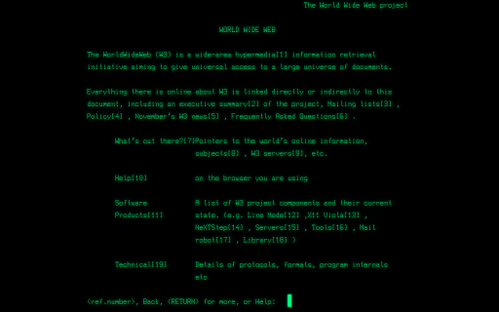 The World Wide Web project
WORLD WIDE WEB
The WorldWideWeb (W3) is a wide-area hypermedia[1] information retrieval
initiative aiming to give universal access to a large universe of documents.
Everything there is online about W3 is linked directly or indirectly to this
document, including an executive summary[2] of the project, Mailing lists[3] ,
Policy[4] , November's W3 news[5] , Frequently Asked Questions[6] .
What's out there?[7]Pointers to the world's online information,
subjects[8] , W3 servers[9], etc.
Help[10] on the browser you are using
Software A list of W3 project components and their current
Products[11] state. (e.g. Line Mode[12] ,X11 Viola[13] ,
NeXTStep[14] , Servers[15] , Tools[16] , Mail
robot[17] , Library[18] )
Technical[19] Details of protocols, formats, program internals
etc
<ref.number>, Back, <RETURN> for more, or Help: